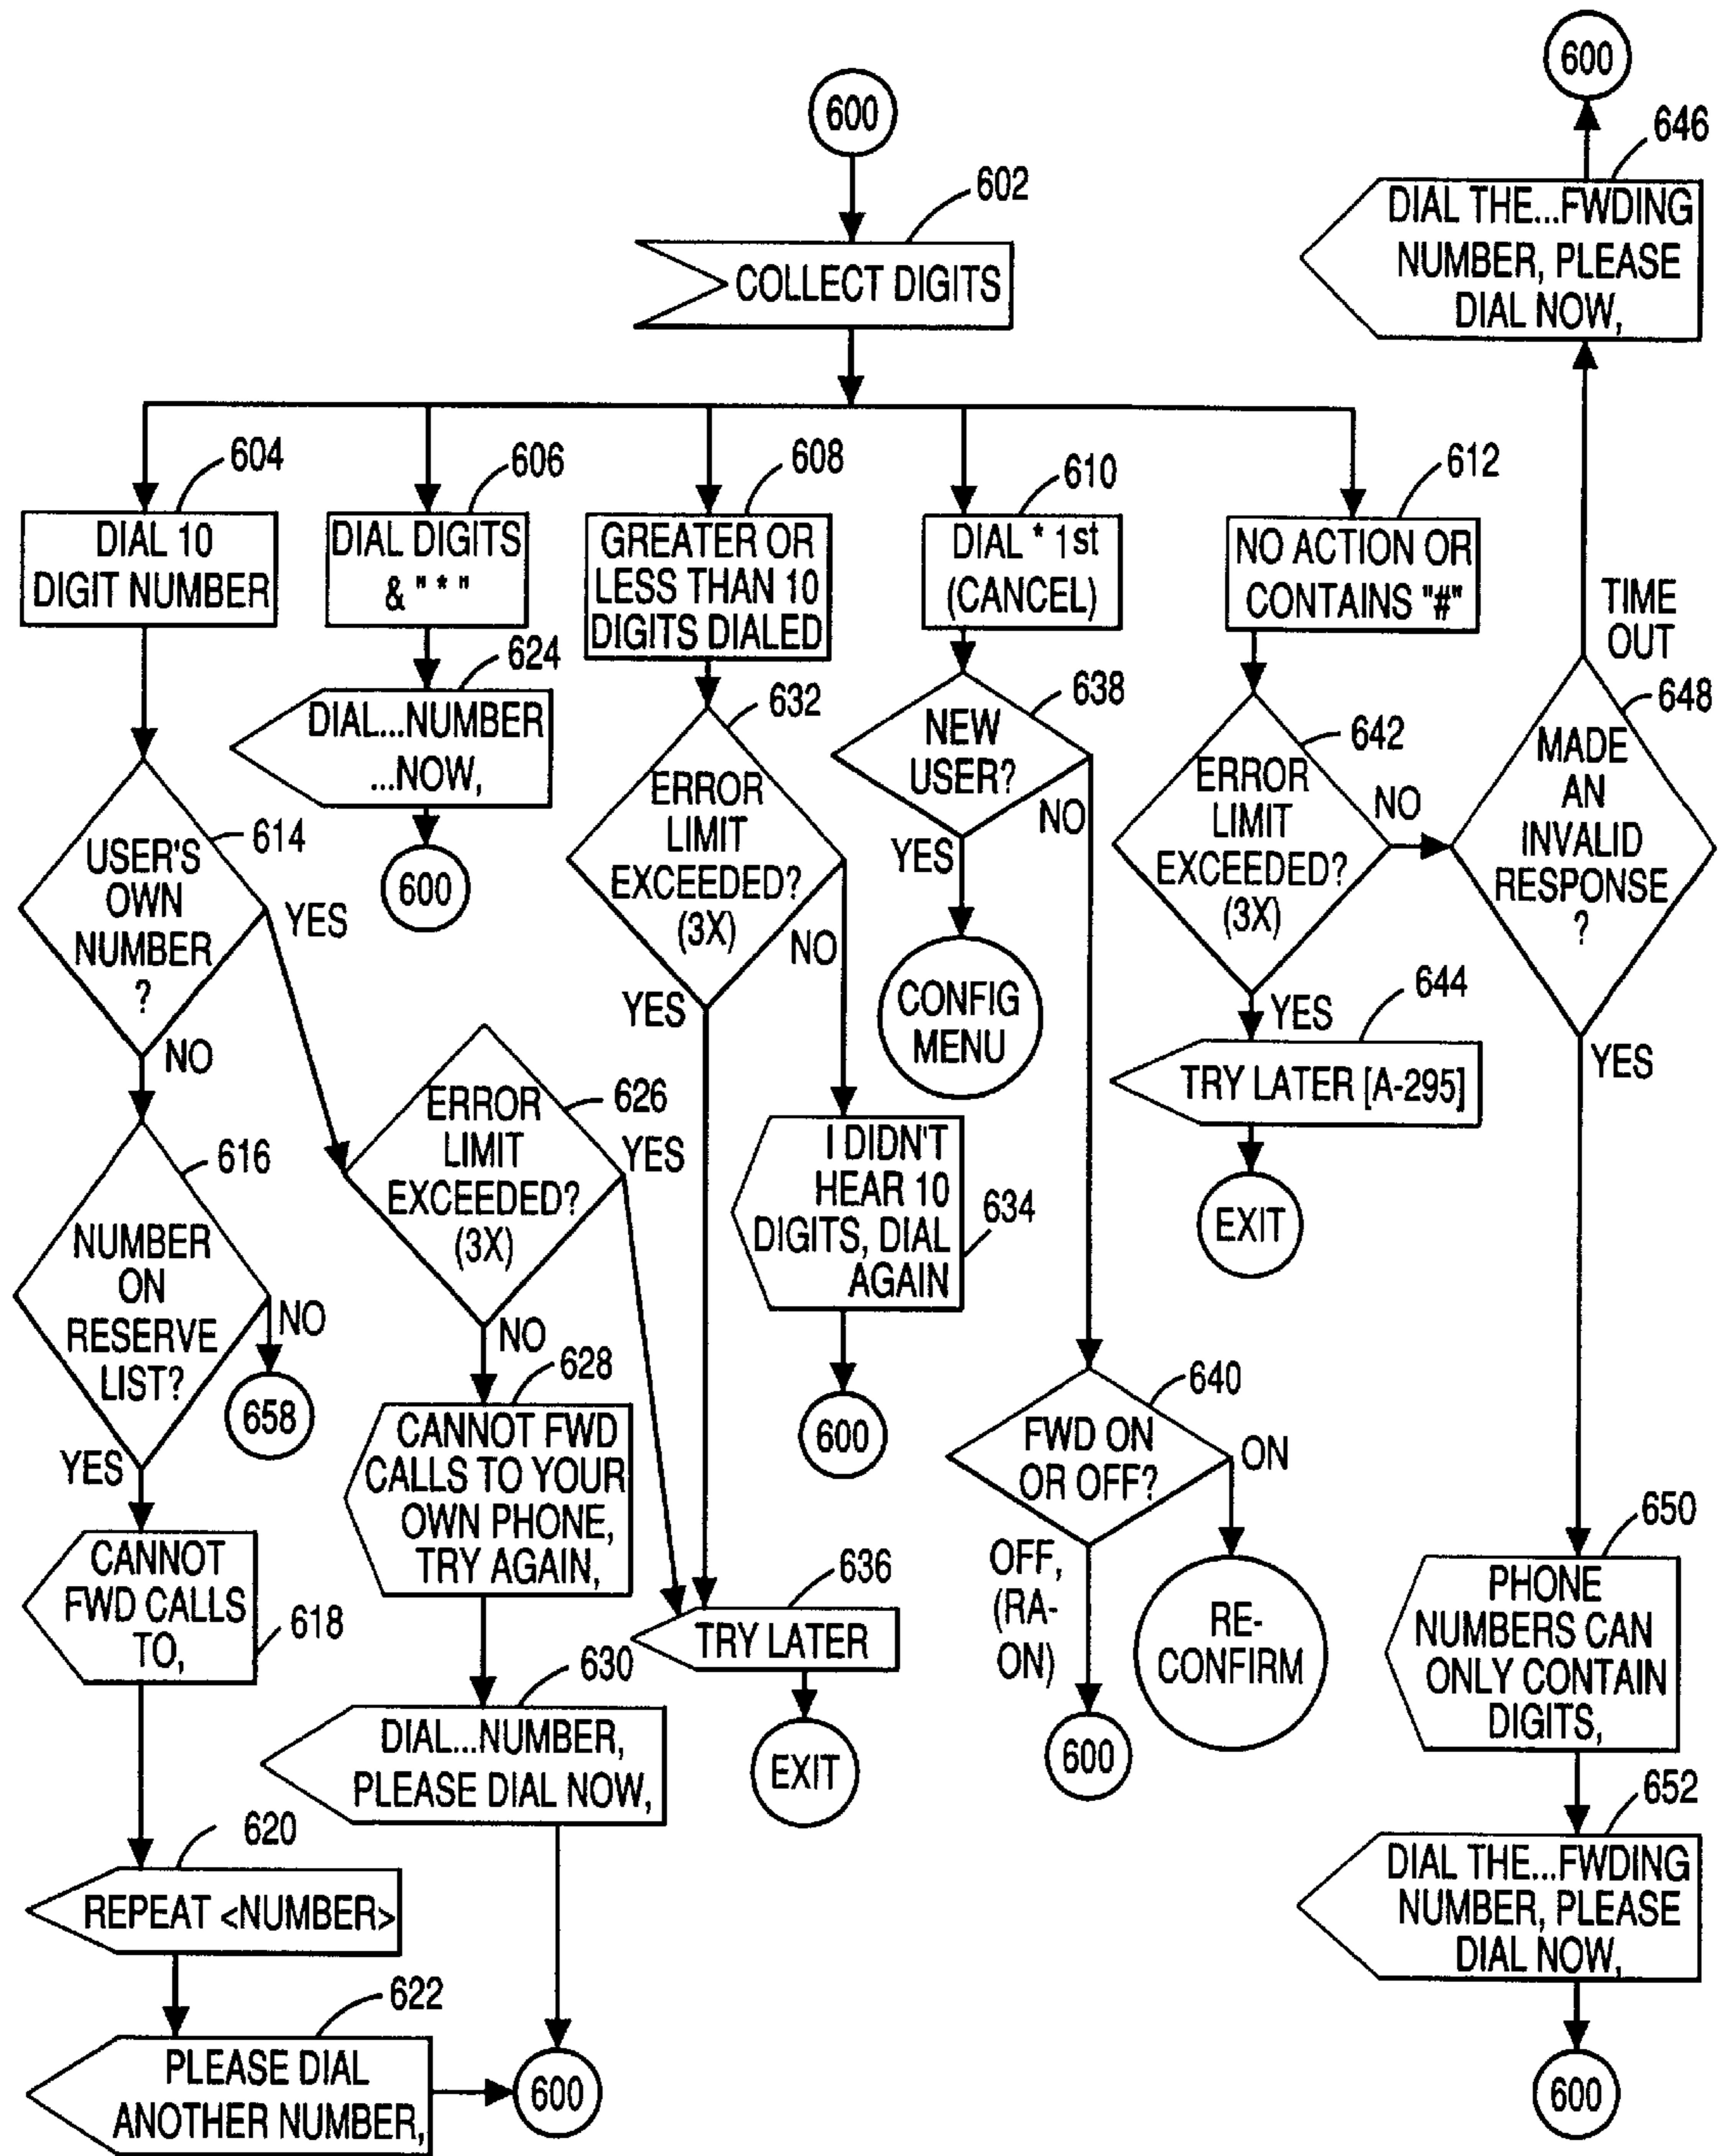 600
602
COLLECT DIGITS
600
646
DIAL THE...FWDING
NUMBER, PLEASE
DIAL NOW,
604
DIAL 10
DIGIT NUMBER
606
DIAL DIGITS
& " * "
608
GREATER OR
LESS THAN 10
DIGITS DIALED
610
DIAL * 1st
(CANCEL)
612
NO ACTION OR
CONTAINS "#"
TIME
OUT
614
USER'S
OWN
NUMBER
?
YES
NO
624
DIAL...NUMBER
...NOW,
600
632
ERROR
LIMIT
EXCEEDED?
(3X)
NO
YES
638
NEW
USER?
YES
NO
CONFIG
MENU
642
ERROR
LIMIT
EXCEEDED?
(3X)
NO
YES
648
MADE
AN
INVALID
RESPONSE
?
YES
644
TRY LATER [A-295]
EXIT
616
NUMBER
ON
RESERVE
LIST?
NO
658
YES
626
ERROR
LIMIT
EXCEEDED?
(3X)
YES
NO
634
I DIDN'T
HEAR 10
DIGITS, DIAL
AGAIN
600
628
CANNOT FWD
CALLS TO YOUR
OWN PHONE,
TRY AGAIN,
640
FWD ON
OR OFF?
ON
OFF,
(RA-
ON)
600
RE-
CONFIRM
618
CANNOT
FWD CALLS
TO,
636
TRY LATER
EXIT
630
DIAL...NUMBER,
PLEASE DIAL NOW,
650
PHONE
NUMBERS CAN
ONLY CONTAIN
DIGITS,
652
DIAL THE...FWDING
NUMBER, PLEASE
DIAL NOW,
600
620
REPEAT <NUMBER>
622
PLEASE DIAL
ANOTHER NUMBER,
600